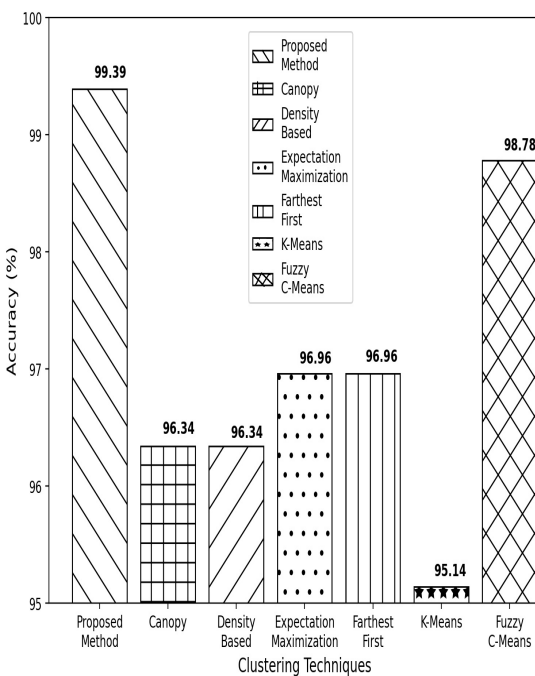 100
99
98
97
96
95
Accuracy (%)
99.39
96.34
96.34
96.96
96.96
95.14
98.78
Proposed
Method
Canopy
Density
Based
Expectation
Maximization
Farthest
First
K-Means
Fuzzy
C-Means
Proposed
Method
Canopy
Density
Based
Expectation
Maximization
Farthest
First
K-Means
Fuzzy
C-Means
Clustering Techniques